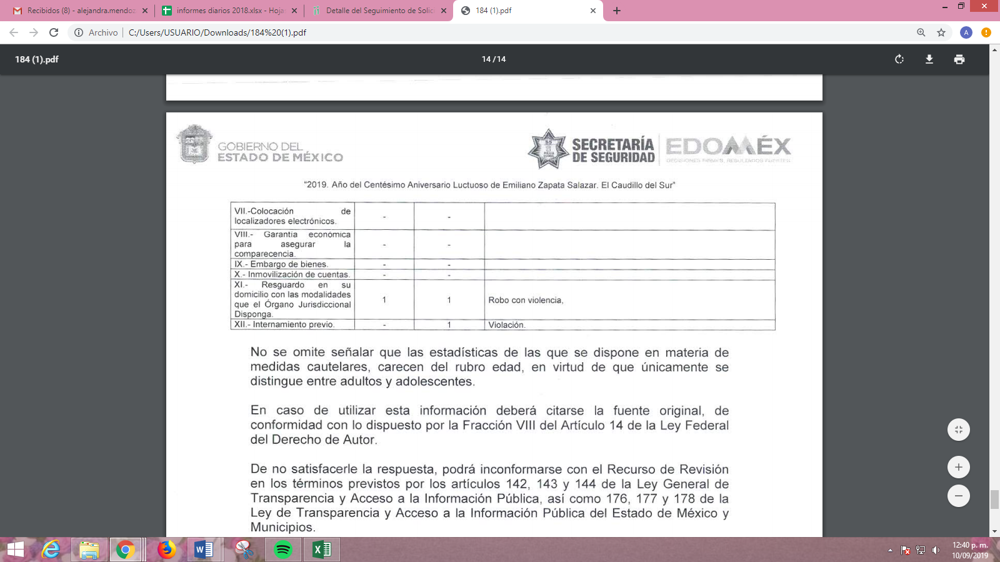 Recibidos (8) - alejandra.mendoz
informes diarios 2018.xlsx - Hoja
Detalle del Seguimiento de Solic
184 (1).pdf
Archivo
C:/Users/USUARIO/Downloads/184%20(1).pdf
A
184 (1).pdf
14 / 14
GOBIERNO DEL
ESTADO DE MÉXICO
SECRETARÍA
DE SEGURIDAD
EDOMÉX
DECISIONES FIRMES, RESULTADOS FUERTES.
"2019. Año del Centésimo Aniversario Luctuoso de Emiliano Zapata Salazar. El Caudillo del Sur"
VII.-Colocación de
localizadores electrónicos.
- -
VIII.- Garantía económica
para asegurar la
comparecencia.
- -
IX.- Embargo de bienes. - -
X.- Inmovilización de cuentas. - -
XI.- Resguardo en su
domicilio con las modalidades
que el Órgano Jurisdiccional
Disponga.
1 1 Robo con violencia,
XII.- Internamiento previo. - 1 Violación.
No se omite señalar que las estadísticas de las que se dispone en materia de
medidas cautelares, carecen del rubro edad, en virtud de que únicamente se
distingue entre adultos y adolescentes.
En caso de utilizar esta información deberá citarse la fuente original, de
conformidad con lo dispuesto por la Fracción VIII del Artículo 14 de la Ley Federal
del Derecho de Autor.
De no satisfacerle la respuesta, podrá inconformarse con el Recurso de Revisión
en los términos previstos por los artículos 142, 143 y 144 de la Ley General de
Transparencia y Acceso a la Información Pública, así como 176, 177 y 178 de la
Ley de Transparencia y Acceso a la Información Pública del Estado de México y
Municipios.
12:40 p. m.
10/09/2019